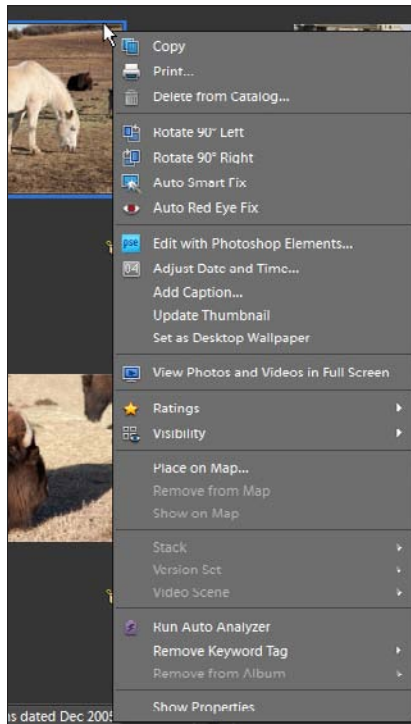 Copy
Print...
Delete from Catalog...
Rotate 90° Left
Rotate 90° Right
Auto Smart Fix
Auto Red Eye Fix
pse Edit with Photoshop Elements...
04 Adjust Date and Time...
Add Caption...
Update Thumbnail
Set as Desktop Wallpaper
View Photos and Videos in Full Screen
Ratings
Visibility
Place on Map...
Remove from Map
Show on Map
Stack
Version Set
Video Scene
Run Auto Analyzer
Remove Keyword Tag
Remove from Album
Show Properties
dated Dec 2005